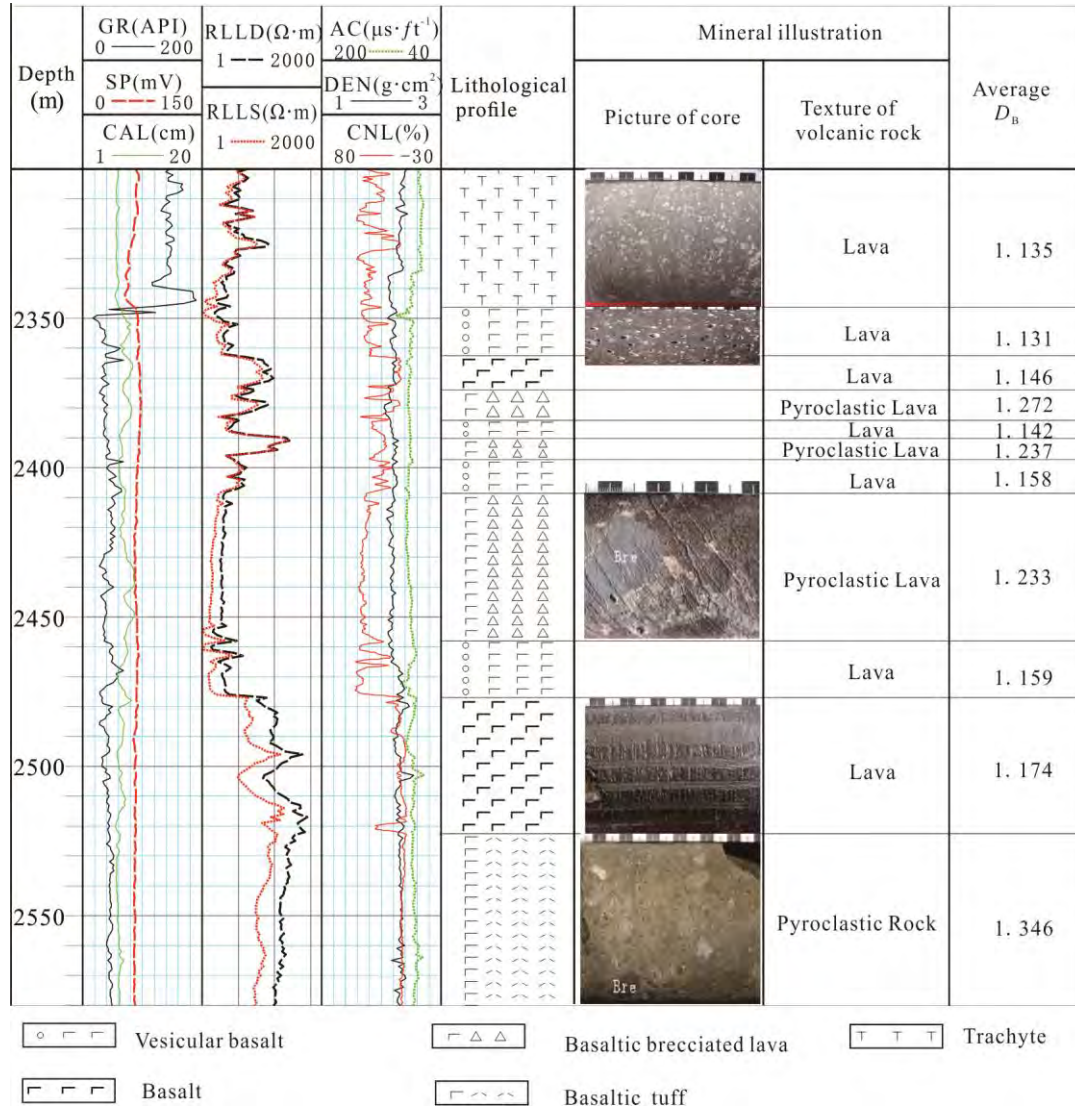 Depth
(m)
GR(API)
0 200
SP(mV)
0 150
CAL(cm)
1 20
RLLD(Ω·m)
1 2000
RLLS(Ω·m)
1 2000
AC(μs·ft⁻¹)
200 40
DEN(g·cm²)
1 3
CNL(%)
80 -30
Lithological
profile
Mineral illustration
Picture of core
Texture of
volcanic rock
Average
D_B
2350
2400
2450
2500
2550
Lava 1.135
Lava 1.131
Lava 1.146
Pyroclastic Lava 1.272
Lava 1.142
Pyroclastic Lava 1.237
Lava 1.158
Bre
Pyroclastic Lava 1.233
Lava 1.159
Lava 1.174
Bre
Pyroclastic Rock 1.346
Vesicular basalt
Basaltic brecciated lava
Trachyte
Basalt
Basaltic tuff